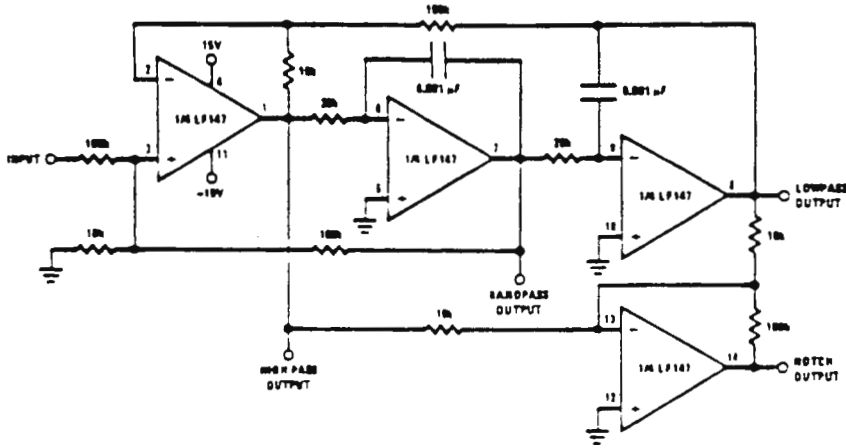 100k
15V
10k
4
2
0.001 µF
0.001 µF
1
20k
6
1/4 LF147
INPUT
100k
3
11
-15V
1/4 LF147
7
20k
9
5
1/4 LF147
8
LOWPASS
OUTPUT
10k
100k
10
10k
BANDPASS
OUTPUT
10k
13
100k
1/4 LF147
14
NOTCH
OUTPUT
HIGH PASS
OUTPUT
12